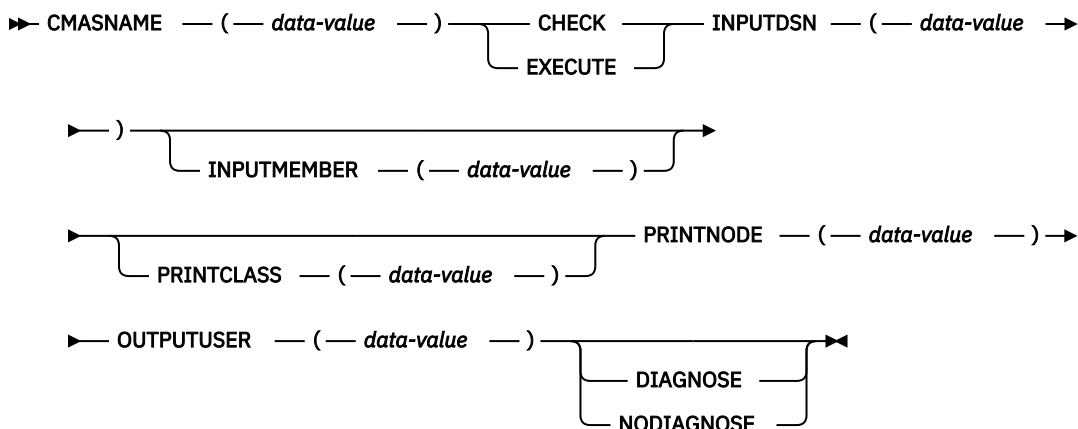 CMASNAME ( data-value ) CHECK INPUTDSN ( data-value
EXECUTE
)
INPUTMEMBER ( data-value )
PRINTNODE ( data-value )
PRINTCLASS ( data-value )
OUTPUTUSER ( data-value )
DIAGNOSE
NODIAGNOSE